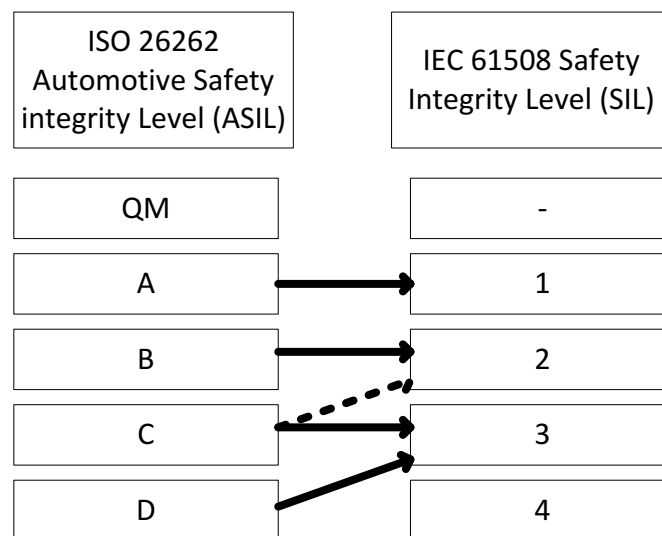 ISO 26262
Automotive Safety
integrity Level (ASIL)
IEC 61508 Safety
Integrity Level (SIL)
QM
-
A
1
B
2
C
3
D
4